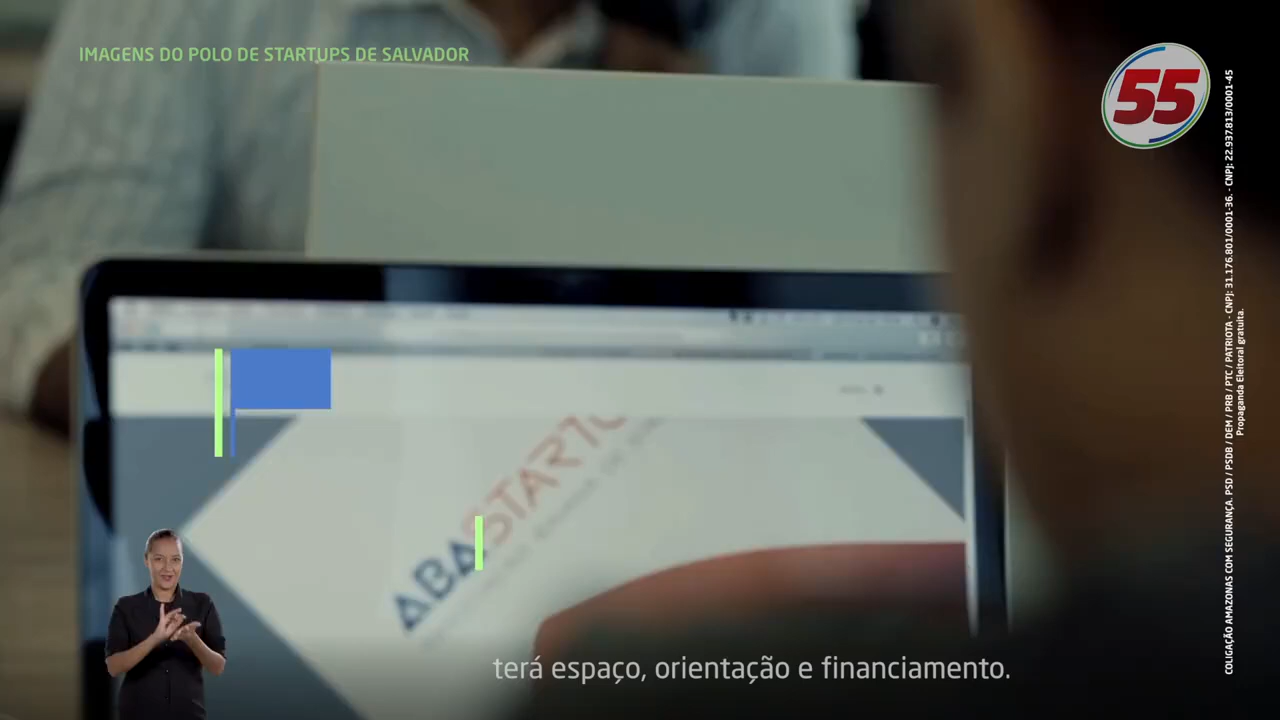 IMAGENS DO POLO DE STARTUPS DE SALVADOR
55
COLIGAÇÃO AMAZONAS COM SEGURANÇA. PSD / PSDB / DEM / PRB / PTC / PATRIOTA - CNPJ: 31.176.801/0001-36. - CNPJ: 22.937.813/0001-45
Propaganda Eleitoral gratuita.
terá espaço, orientação e financiamento.